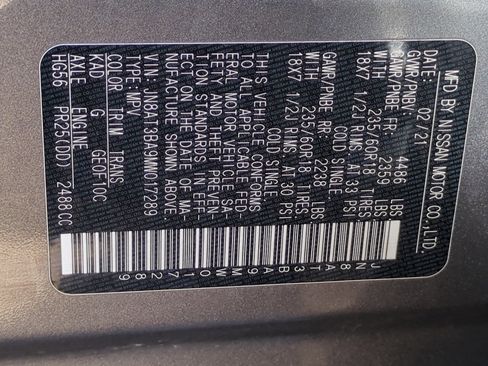 MFD BY NISSAN MOTOR CO.,LTD.
DATE: 02/21
GVWR/PNBV: 4486 LBS
GAWR/PNBE FR: 2359 LBS
WITH 235/60R18 TIRES
18X7 1/2J RIMS AT 33 PSI
COLD SINGLE
GAWR/PNBE RR: 2228 LBS
WITH 235/60R18 TIRES
18X7 1/2J RIMS AT 30 PSI
COLD SINGLE
THIS VEHICLE CONFORMS
TO ALL APPLICABLE FED-
ERAL MOTOR VEHICLE SA-
FETY AND THEFT PREVEN-
TION STANDARDS IN EFF-
ECT ON THE DATE OF MA-
NUFACTURE SHOWN ABOVE.
VIN: JN8AT3BA9MW017289
TYPE MPV
COLOR TRIM TRANS
KAD G GEOF10C
AXLE ENGINE
HG56 PR25(DD) 2488CC
JN8AT3BA9MW017289